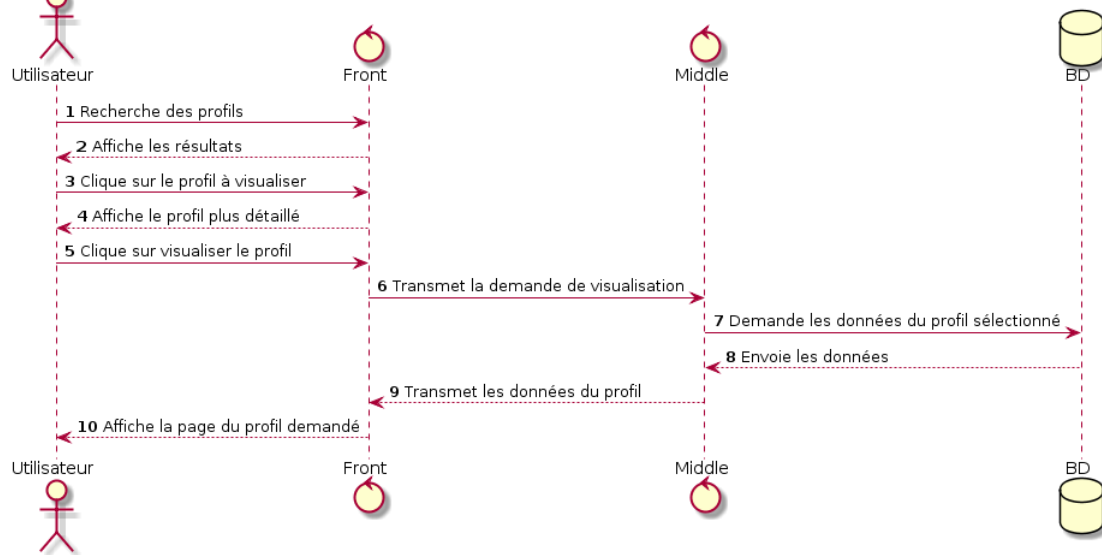 Utilisateur
Front
Middle
BD
1 Recherche des profils
2 Affiche les résultats
3 Clique sur le profil à visualiser
4 Affiche le profil plus détaillé
5 Clique sur visualiser le profil
6 Transmet la demande de visualisation
7 Demande les données du profil sélectionné
8 Envoie les données
9 Transmet les données du profil
10 Affiche la page du profil demandé
Utilisateur
Front
Middle
BD